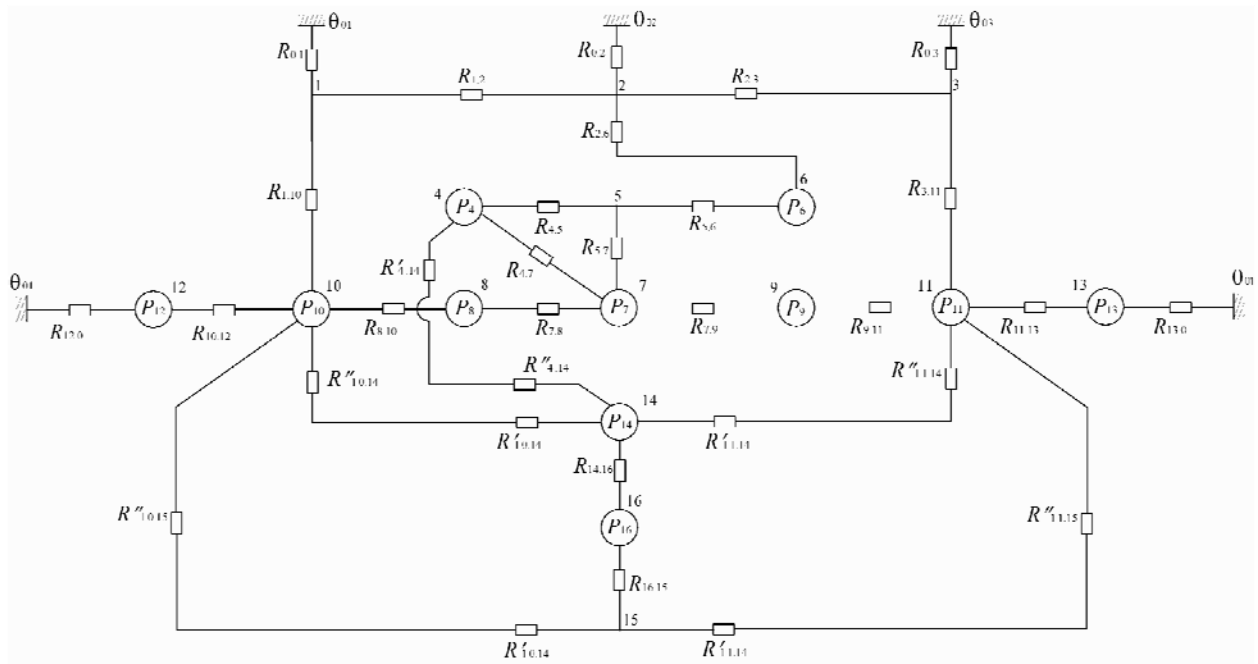 θ01 θ02 θ03
R0.1 R0.2 R0.3
1 R1.2 2 R2.3 3
R2.6
6
R1.10 4 P4 R4.5 5 R5.6 P6 R3.11
R'4.14 R4.7 R5.7
θ01 12 10 8 7 9 11 13 θ01
P12 P10 P8 P7 P9 P11 P13
R12.0 R10.12 R8.10 R7.8 R7.9 R9.11 R11.13 R13.0
R"10.14 R"4.14 R"11.14
14
P14
R'10.14 R'11.14
R14.16
16
R"10.15 P16 R"11.15
R16.15
15
R'10.14 R'11.14